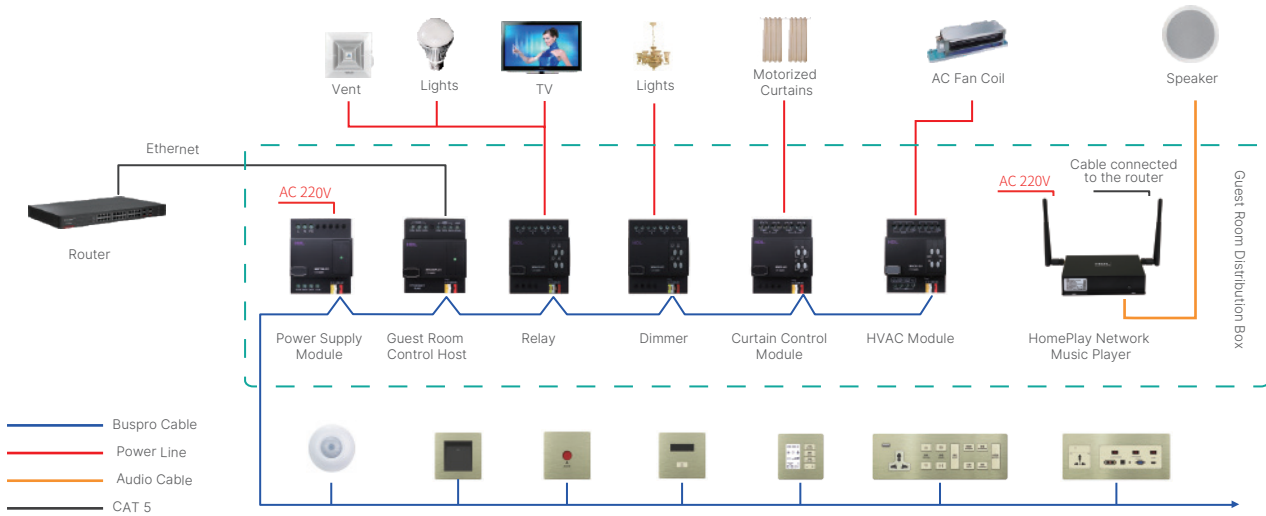 Vent
Lights
TV
Lights
Motorized
Curtains
AC Fan Coil
Speaker
Ethernet
Router
AC 220V
AC 220V
Cable connected
to the router
Guest Room Distribution Box
Power Supply
Module
Guest Room
Control Host
Relay
Dimmer
Curtain Control
Module
HVAC Module
HomePlay Network
Music Player
Buspro Cable
Power Line
Audio Cable
CAT 5